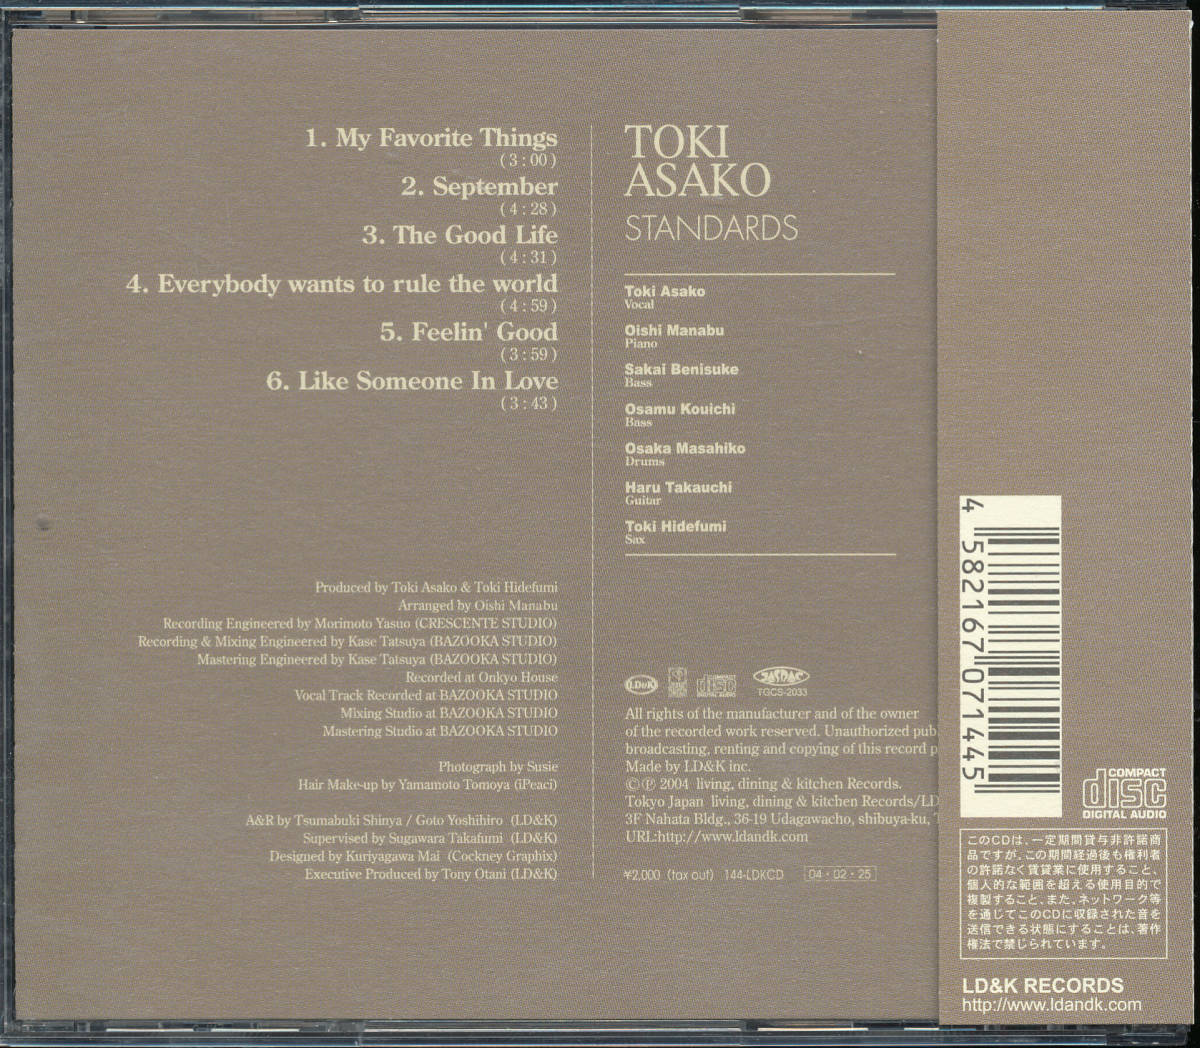 1. My Favorite Things
(3:00)
2. September
(4:28)
3. The Good Life
(4:31)
4. Everybody wants to rule the world
(4:59)
5. Feelin' Good
(3:59)
6. Like Someone In Love
(3:43)
Produced by Toki Asako & Toki Hidefumi
Arranged by Oishi Manabu
Recording Engineered by Morimoto Yasuo (CRESCENTE STUDIO)
Recording & Mixing Engineered by Kase Tatsuya (BAZOOKA STUDIO)
Mastering Engineered by Kase Tatsuya (BAZOOKA STUDIO)
Recorded at Onkyo House
Vocal Track Recorded at BAZOOKA STUDIO
Mixing Studio at BAZOOKA STUDIO
Mastering Studio at BAZOOKA STUDIO
Photograph by Susie
Hair Make-up by Yamamoto Tomoya (iPeaci)
A&R by Tsumabuki Shinya / Goto Yoshihiro (LD&K)
Supervised by Sugawara Takafumi (LD&K)
Designed by Kuriyagawa Mai (Cockney Graphix)
Executive Produced by Tony Otani (LD&K)
TOKI
ASAKO
STANDARDS
Toki Asako
Vocal
Oishi Manabu
Piano
Sakai Benisuke
Bass
Osamu Kouichi
Bass
Osaka Masahiko
Drums
Haru Takauchi
Guitar
Toki Hidefumi
Sax
LD&K
COMPACT
disc
DIGITAL AUDIO
JASRAC
TGCS-2033
All rights of the manufacturer and of the owner
of the recorded work reserved. Unauthorized pub
broadcasting, renting and copying of this record p
Made by LD&K inc.
©℗ 2004 living, dining & kitchen Records.
Tokyo Japan living, dining & kitchen Records/LD
3F Nahata Bldg., 36-19 Udagawacho, shibuya-ku, T
URL:http://www.ldandk.com
¥2,000 (tax out) 144-LDKCD 04・02・25
4 582167 071445
COMPACT
disc
DIGITAL AUDIO
このCDは、一定期間貸与非許諾商
品ですが、この期間経過後も権利者
の許諾なく賃貸業に使用すること、
個人的な範囲を超える使用目的で
複製すること、また、ネットワーク等
を通じてこのCDに収録された音を
送信できる状態にすることは、著作
権法で禁じられています。
LD&K RECORDS
http://www.ldandk.com